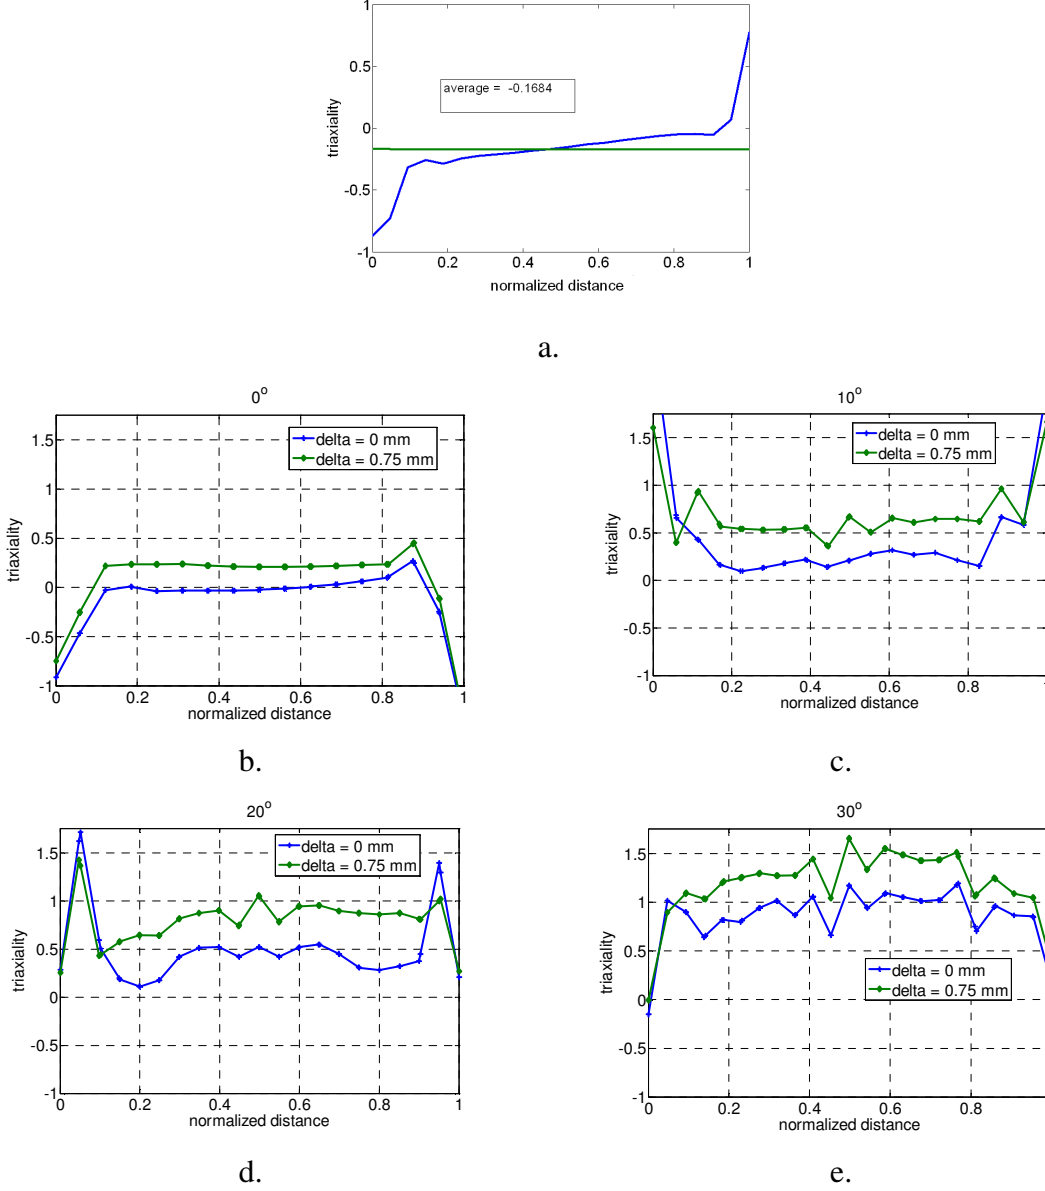 1
0.5
0
-0.5
-1
triaxiality
average = -0.1684
0 0.2 0.4 0.6 0.8 1
normalized distance
a.
0o
1.5
1
0.5
0
-0.5
-1
triaxiality
delta = 0 mm
delta = 0.75 mm
0 0.2 0.4 0.6 0.8 1
normalized distance
b.
10o
1.5
1
0.5
0
-0.5
-1
triaxiality
delta = 0 mm
delta = 0.75 mm
0 0.2 0.4 0.6 0.8
normalized distance
c.
20o
1.5
1
0.5
0
-0.5
-1
triaxiality
delta = 0 mm
delta = 0.75 mm
0 0.2 0.4 0.6 0.8 1
normalized distance
d.
30o
1.5
1
0.5
0
-0.5
-1
triaxiality
delta = 0 mm
delta = 0.75 mm
0 0.2 0.4 0.6 0.8
normalized distance
e.